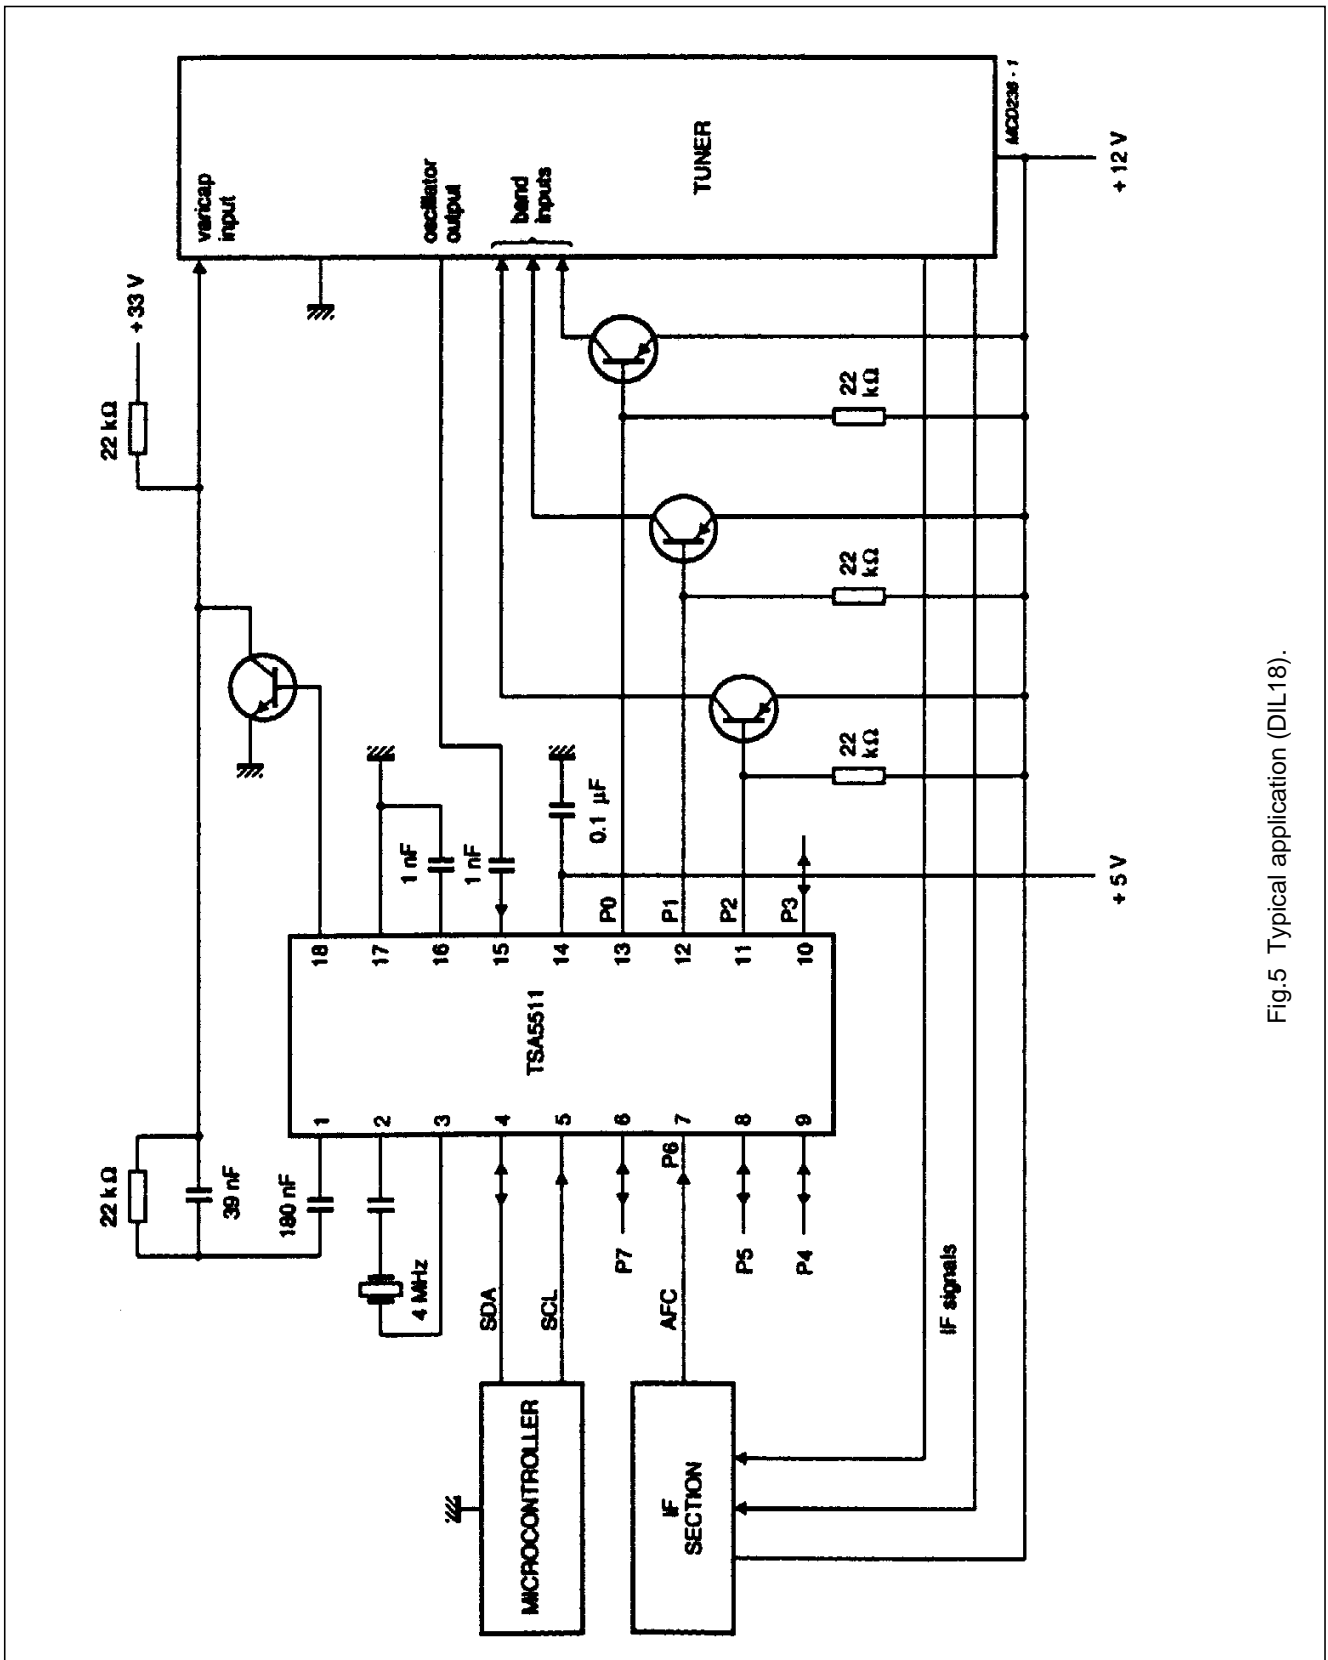 22 kΩ
+ 33 V
22 kΩ
39 nF
180 nF
4 MHz
varicap
input
oscillator
output
band
inputs
TUNER
MCD236 - 1
1 nF
1 nF
0.1 µF
1
2
3
4
5
6
7
8
9
18
17
16
15
14
13
12
11
10
TSA5511
P0
P1
P2
P3
SDA
SCL
P7
AFC
P6
P5
P4
MICROCONTROLLER
IF
SECTION
IF signals
22
kΩ
22
kΩ
22
kΩ
+ 5 V
+ 12 V
Fig.5 Typical application (DIL18).